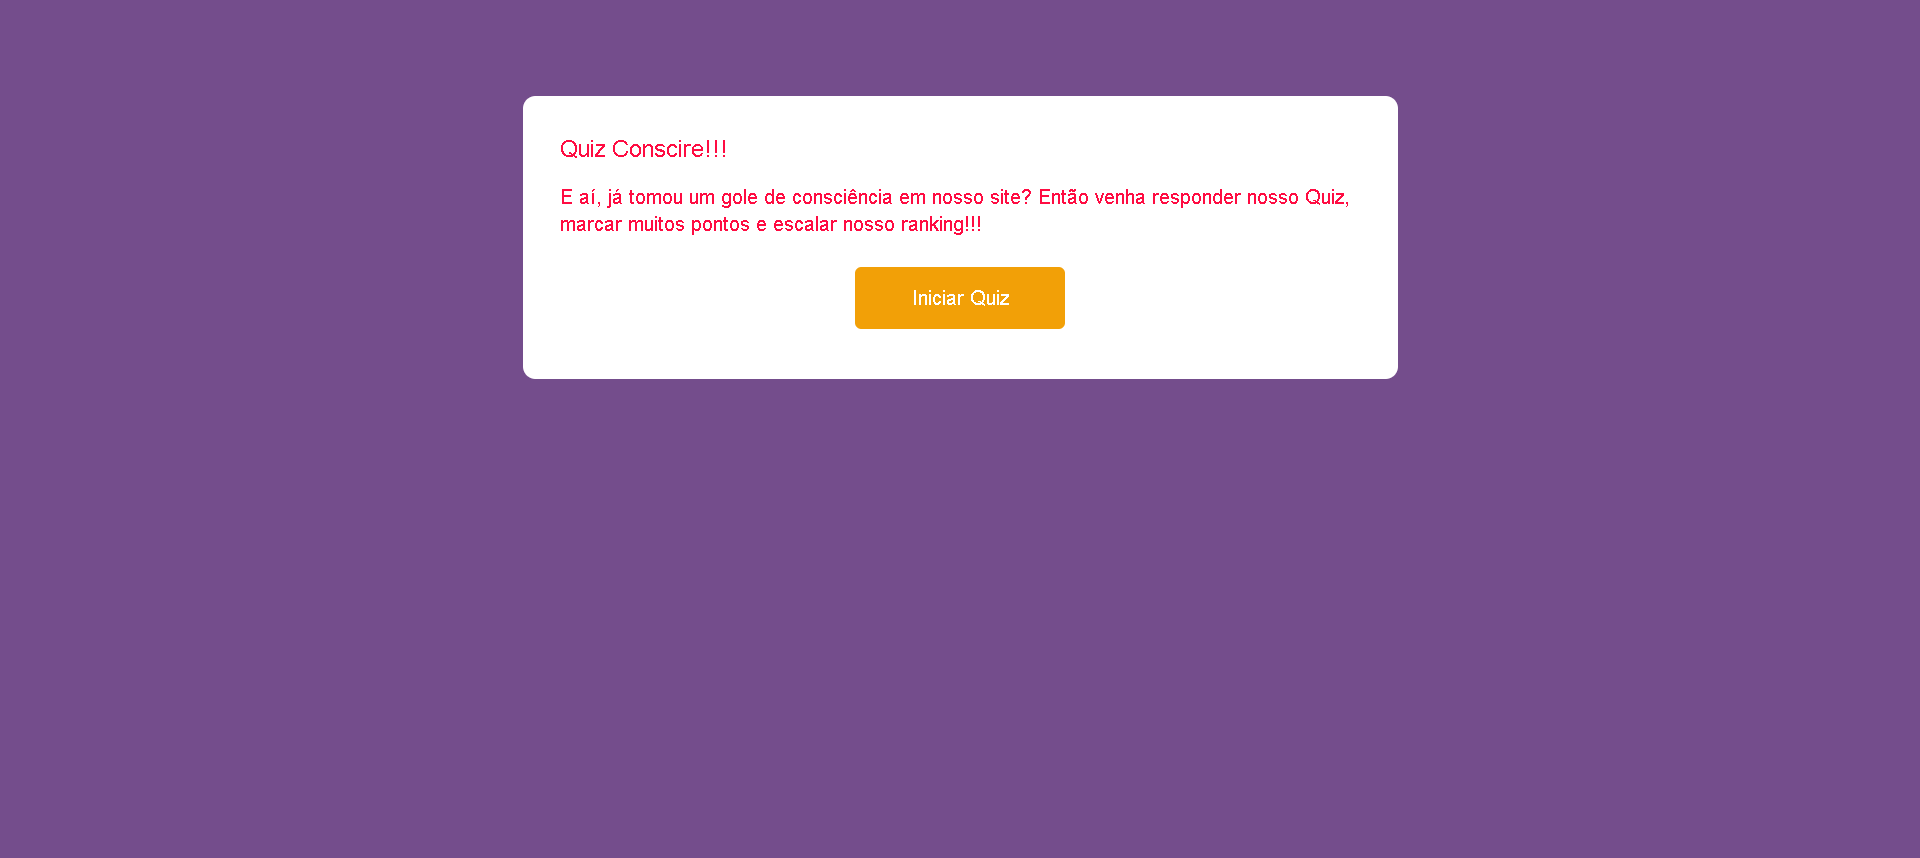 Quiz Conscire!!!
E aí, já tomou um gole de consciência em nosso site? Então venha responder nosso Quiz,
marcar muitos pontos e escalar nosso ranking!!!
Iniciar Quiz